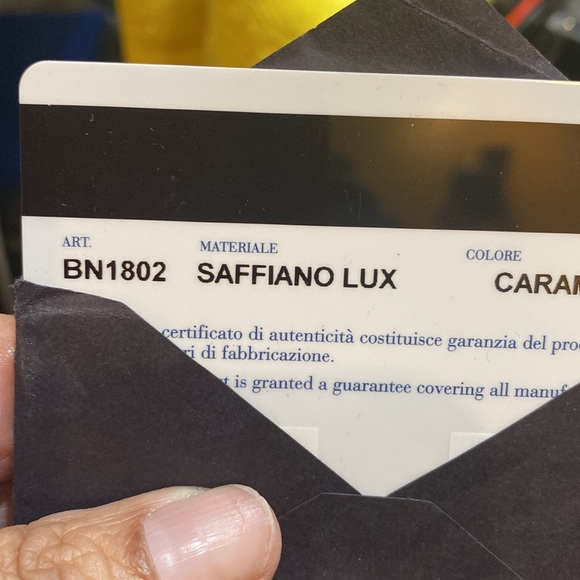 ART. MATERIALE COLORE
BN1802 SAFFIANO LUX
certificato di autenticità costituisce garanzia del
di fabbricazione.
is granted a guarantee covering all